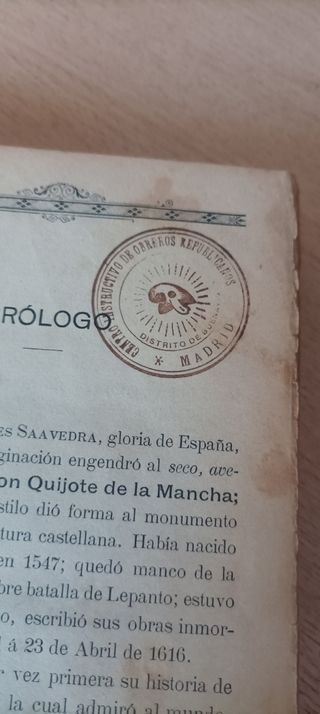 CENTRO INSTRUCTIVO DE OBREROS REPUBLICANOS
DISTRITO DE
MADRID
RÓLOGO
ES SAAVEDRA, gloria de España,
ginación engendró al seco, ave-
on Quijote de la Mancha;
stilo dió forma al monumento
tura castellana. Había nacido
en 1547; quedó manco de la
bre batalla de Lepanto; estuvo
o, escribió sus obras inmor-
l á 23 de Abril de 1616.
r vez primera su historia de
la cual admiró al mundo,